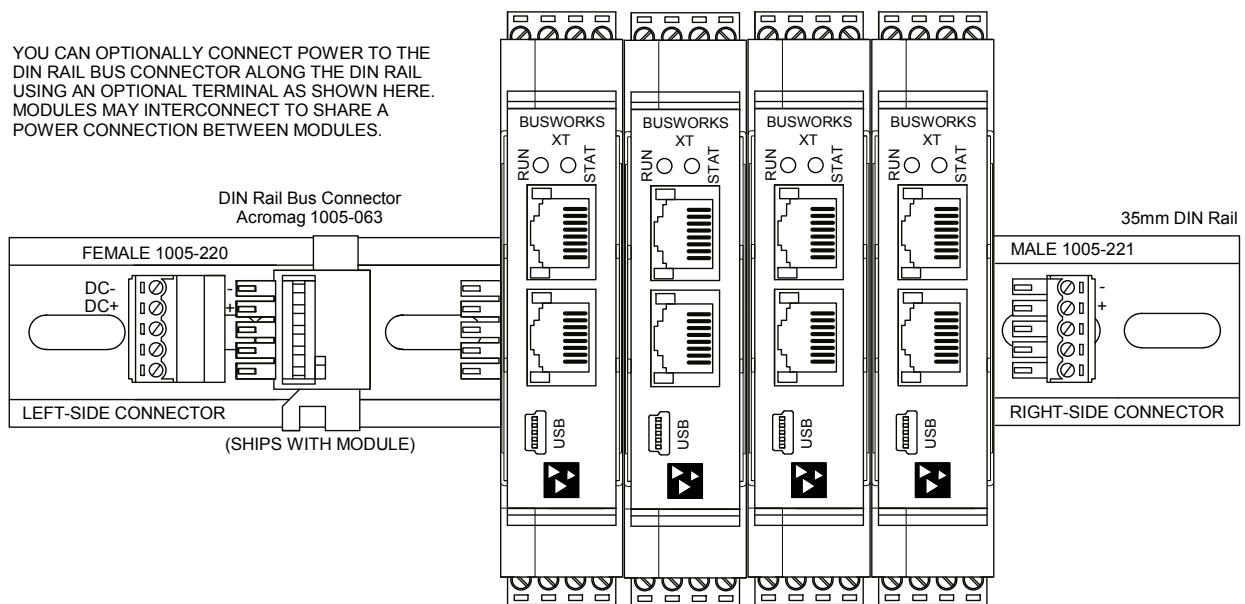 YOU CAN OPTIONALLY CONNECT POWER TO THE
DIN RAIL BUS CONNECTOR ALONG THE DIN RAIL
USING AN OPTIONAL TERMINAL AS SHOWN HERE.
MODULES MAY INTERCONNECT TO SHARE A
POWER CONNECTION BETWEEN MODULES.
DIN Rail Bus Connector
Acromag 1005-063
FEMALE 1005-220
DC-
DC+
-
+
LEFT-SIDE CONNECTOR
(SHIPS WITH MODULE)
BUSWORKS
XT
RUN
STAT
USB
BUSWORKS
XT
RUN
STAT
USB
BUSWORKS
XT
RUN
STAT
USB
BUSWORKS
XT
RUN
STAT
USB
35mm DIN Rail
MALE 1005-221
-
+
RIGHT-SIDE CONNECTOR